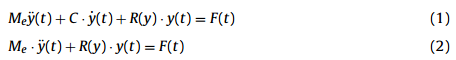 Meÿ(t) + C · ẏ(t) + R(y) · y(t) = F(t) (1)
Me · ÿ(t) + R(y) · y(t) = F(t) (2)